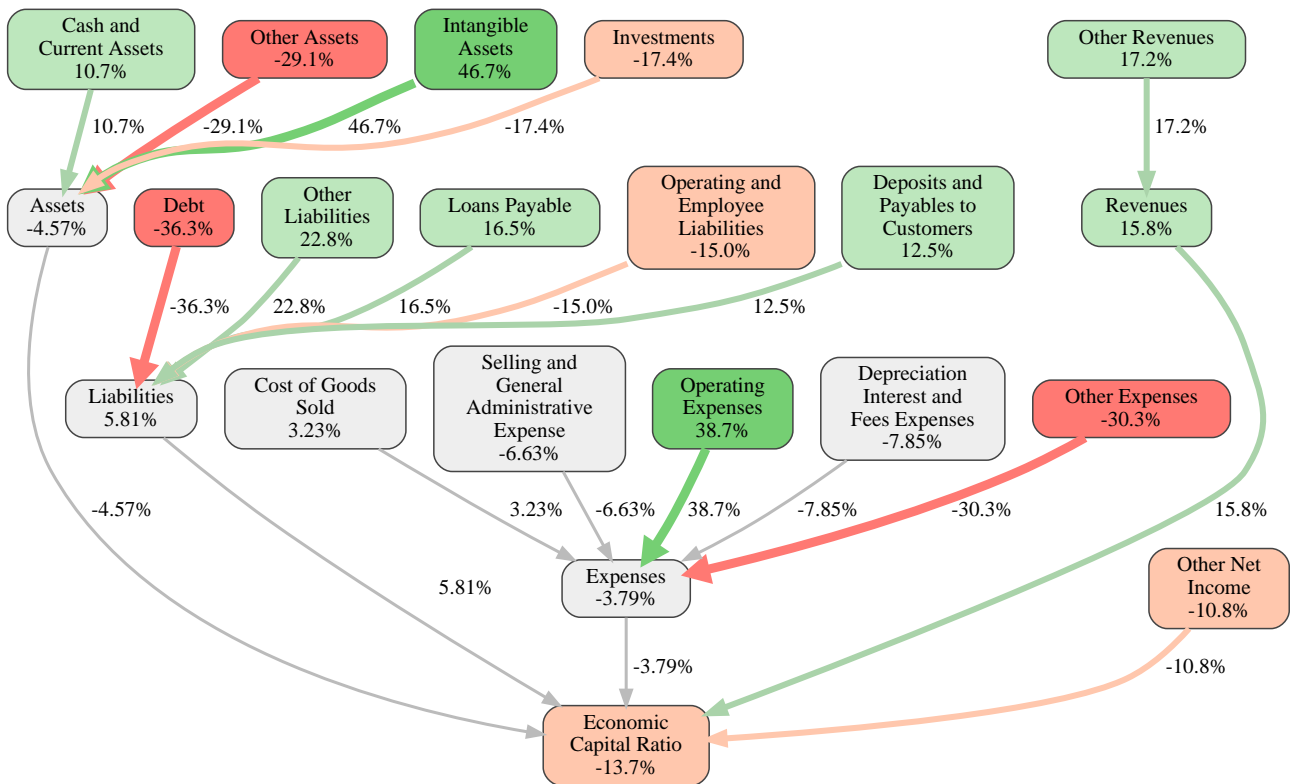 Cash and
Current Assets
10.7%
Other Assets
-29.1%
Intangible
Assets
46.7%
Investments
-17.4%
Other Revenues
17.2%
10.7%
-29.1%
46.7%
-17.4%
17.2%
Assets
-4.57%
Debt
-36.3%
Other
Liabilities
22.8%
Loans Payable
16.5%
Operating and
Employee
Liabilities
-15.0%
Deposits and
Payables to
Customers
12.5%
Revenues
15.8%
-36.3%
22.8%
16.5%
-15.0%
12.5%
Liabilities
5.81%
Cost of Goods
Sold
3.23%
Selling and
General
Administrative
Expense
-6.63%
Operating
Expenses
38.7%
Depreciation
Interest and
Fees Expenses
-7.85%
Other Expenses
-30.3%
-4.57%
3.23%
-6.63%
38.7%
-7.85%
-30.3%
15.8%
5.81%
Expenses
-3.79%
Other Net
Income
-10.8%
-3.79%
-10.8%
Economic
Capital Ratio
-13.7%